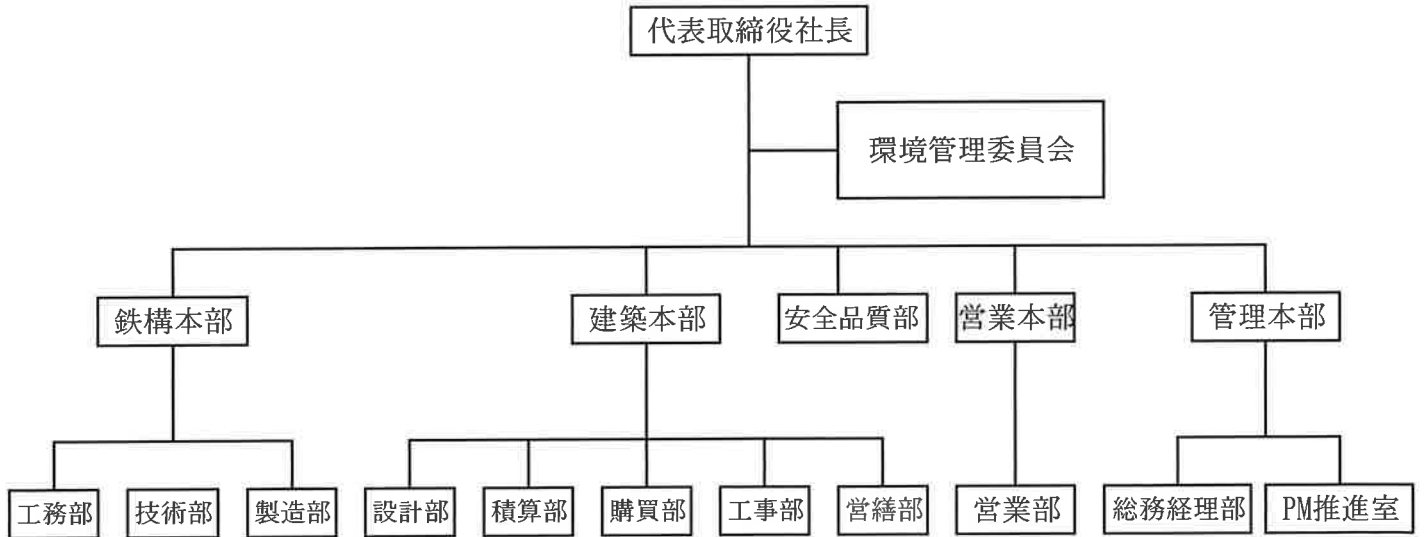 代表取締役社長
環境管理委員会
鉄構本部
建築本部
安全品質部
営業本部
管理本部
工務部
技術部
製造部
設計部
積算部
購買部
工事部
営繕部
営業部
総務経理部
PM推進室